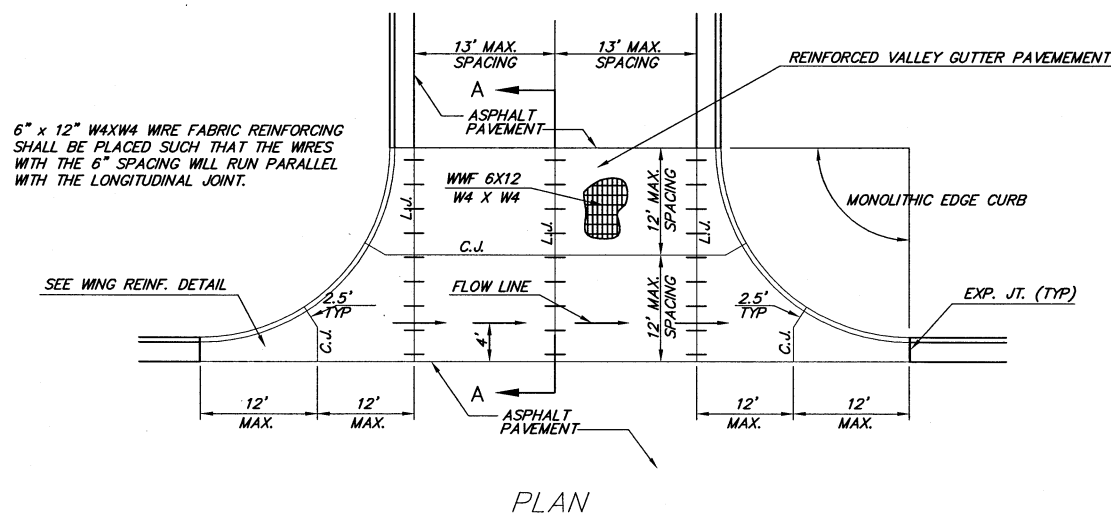 13' MAX.
SPACING
13' MAX.
SPACING
REINFORCED VALLEY GUTTER PAVEMEMENT
A
ASPHALT
PAVEMENT
6" x 12" W4XW4 WIRE FABRIC REINFORCING
SHALL BE PLACED SUCH THAT THE WIRES
WITH THE 6" SPACING WILL RUN PARALLEL
WITH THE LONGITUDINAL JOINT.
WWF 6X12
W4 X W4
12' MAX.
SPACING
MONOLITHIC EDGE CURB
L.J.
L.J.
L.J.
C.J.
SEE WING REINF. DETAIL
2.5'
TYP
FLOW LINE
12' MAX.
SPACING
2.5'
TYP
EXP. JT. (TYP)
C.J.
4'
C.J.
A
12'
MAX.
12'
MAX.
ASPHALT
PAVEMENT
12'
MAX.
12'
MAX.
PLAN